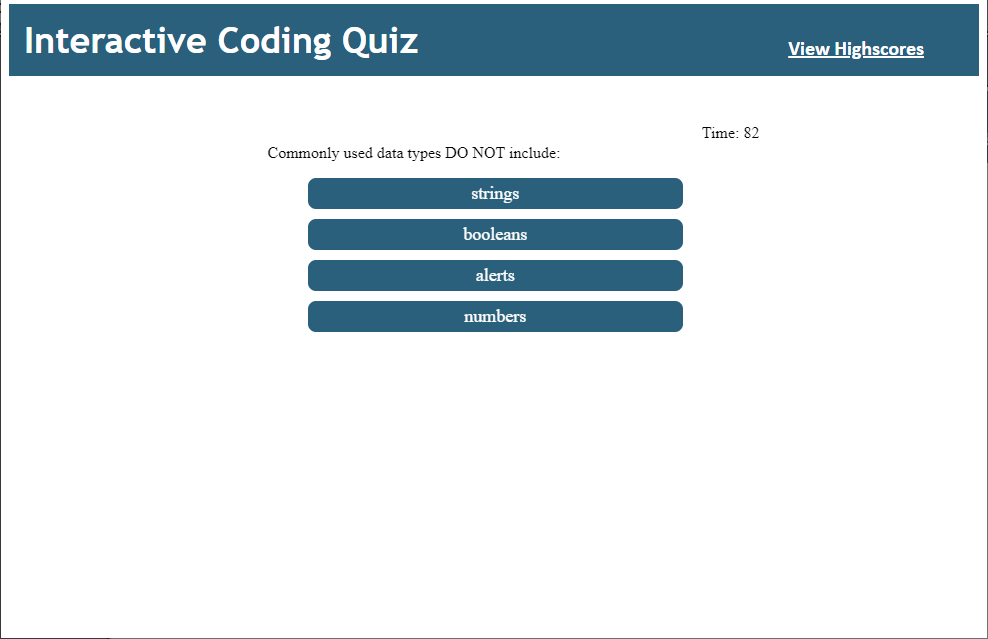 Interactive Coding Quiz
View Highscores
Time: 82
Commonly used data types DO NOT include:
strings
booleans
alerts
numbers